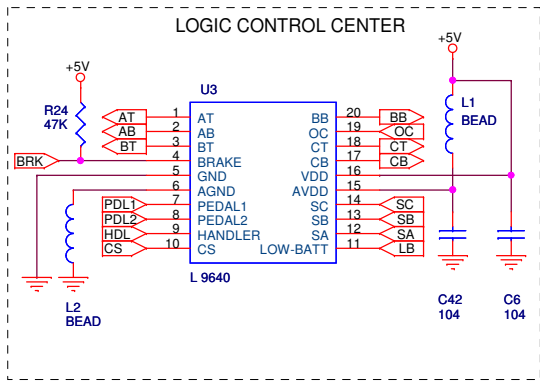 LOGIC CONTROL CENTER
+5V
+5V
U3
R24
47K
L1
BEAD
AT 1 AT BB 20 BB
AB 2 AB OC 19 OC
BT 3 BT CT 18 CT
BRK 4 BRAKE CB 17 CB
5 GND VDD 16
6 AGND AVDD 15
PDL1 7 PEDAL1 SC 14 SC
PDL2 8 PEDAL2 SB 13 SB
HDL 9 HANDLER SA 12 SA
CS 10 CS LOW-BATT 11 LB
L 9640
L2
BEAD
C42
104
C6
104